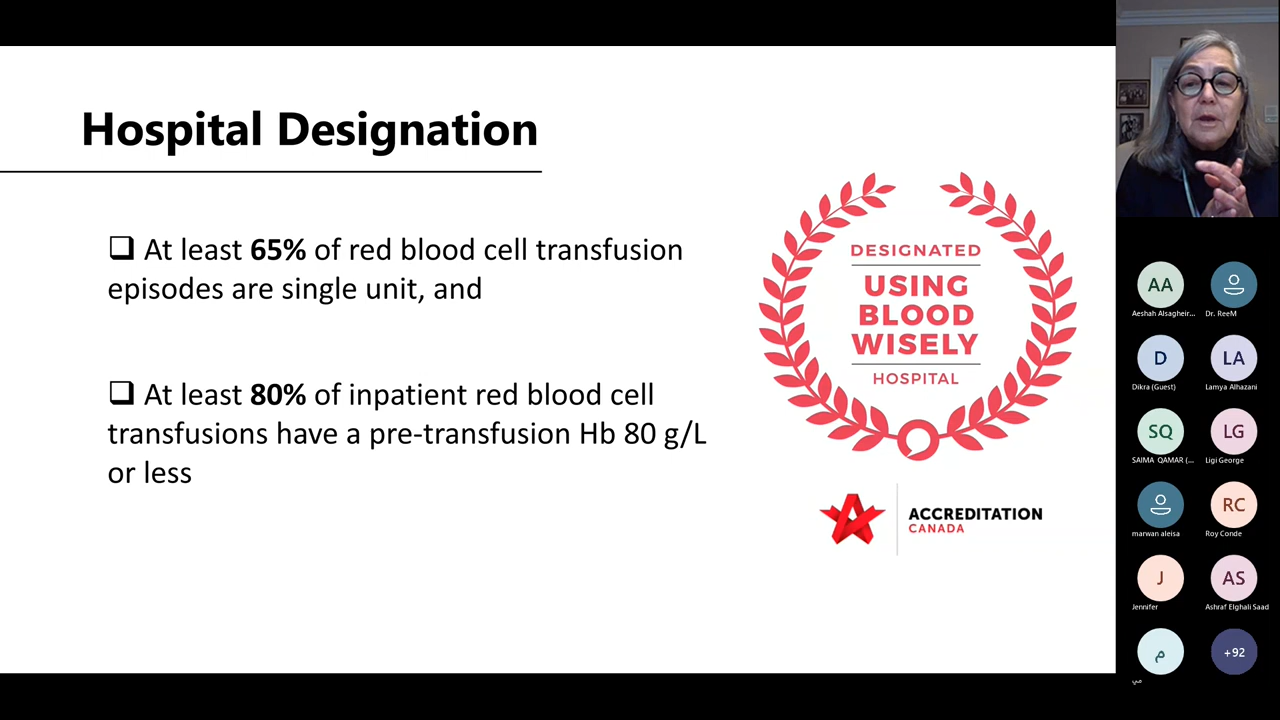 Hospital Designation
❑ At least 65% of red blood cell transfusion
episodes are single unit, and
❑ At least 80% of inpatient red blood cell
transfusions have a pre-transfusion Hb 80 g/L
or less
DESIGNATED
USING
BLOOD
WISELY
HOSPITAL
ACCREDITATION
CANADA
AA
Aeshah Alsagheir...
Dr. ReeM
D
Dikra (Guest)
LA
Lamya Alhazani
SQ
SAIMA QAMAR (...
LG
Ligi George
marwan aleisa
RC
Roy Conde
J
Jennifer
AS
Ashraf Elghali Saad
م
+92